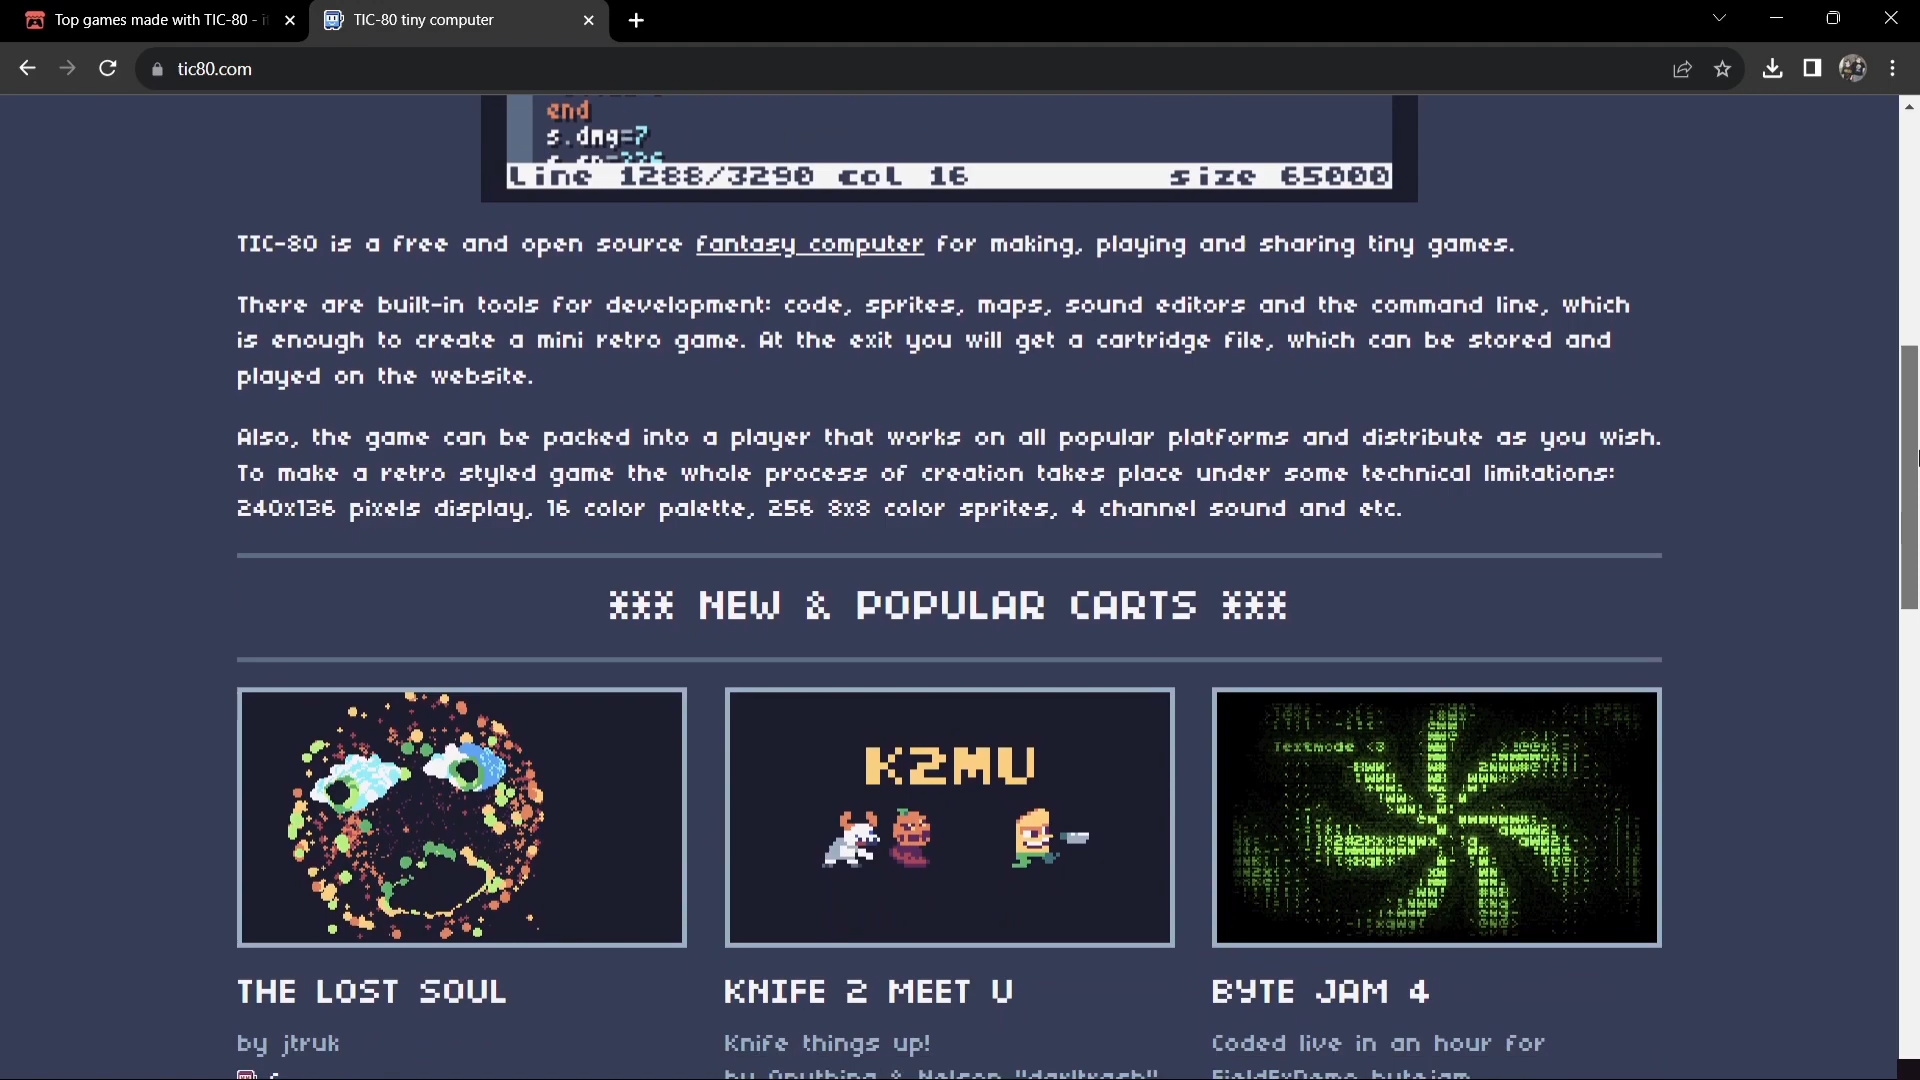 Top games made with TIC-80 - i
TIC-80 tiny computer
tic80.com
end
s.dmg=7
line 1288/3290 col 16
size 65000
TIC-80 is a free and open source fantasy computer for making, playing and sharing tiny games.
There are built-in tools for development: code, sprites, maps, sound editors and the command line, which
is enough to create a mini retro game. At the exit you will get a cartridge file, which can be stored and
played on the website.
Also, the game can be packed into a player that works on all popular platforms and distribute as you wish.
To make a retro styled game the whole process of creation takes place under some technical limitations:
240x136 pixels display, 16 color palette, 256 8x8 color sprites, 4 channel sound and etc.
*** NEW & POPULAR CARTS ***
K2MU
Textmode <3
THE LOST SOUL
KNIFE 2 MEET U
BYTE JAM 4
by jtruk
Knife things up!
Coded live in an hour for
by Anything & Nelson "darltrash"
FieldFxDemo bytejam